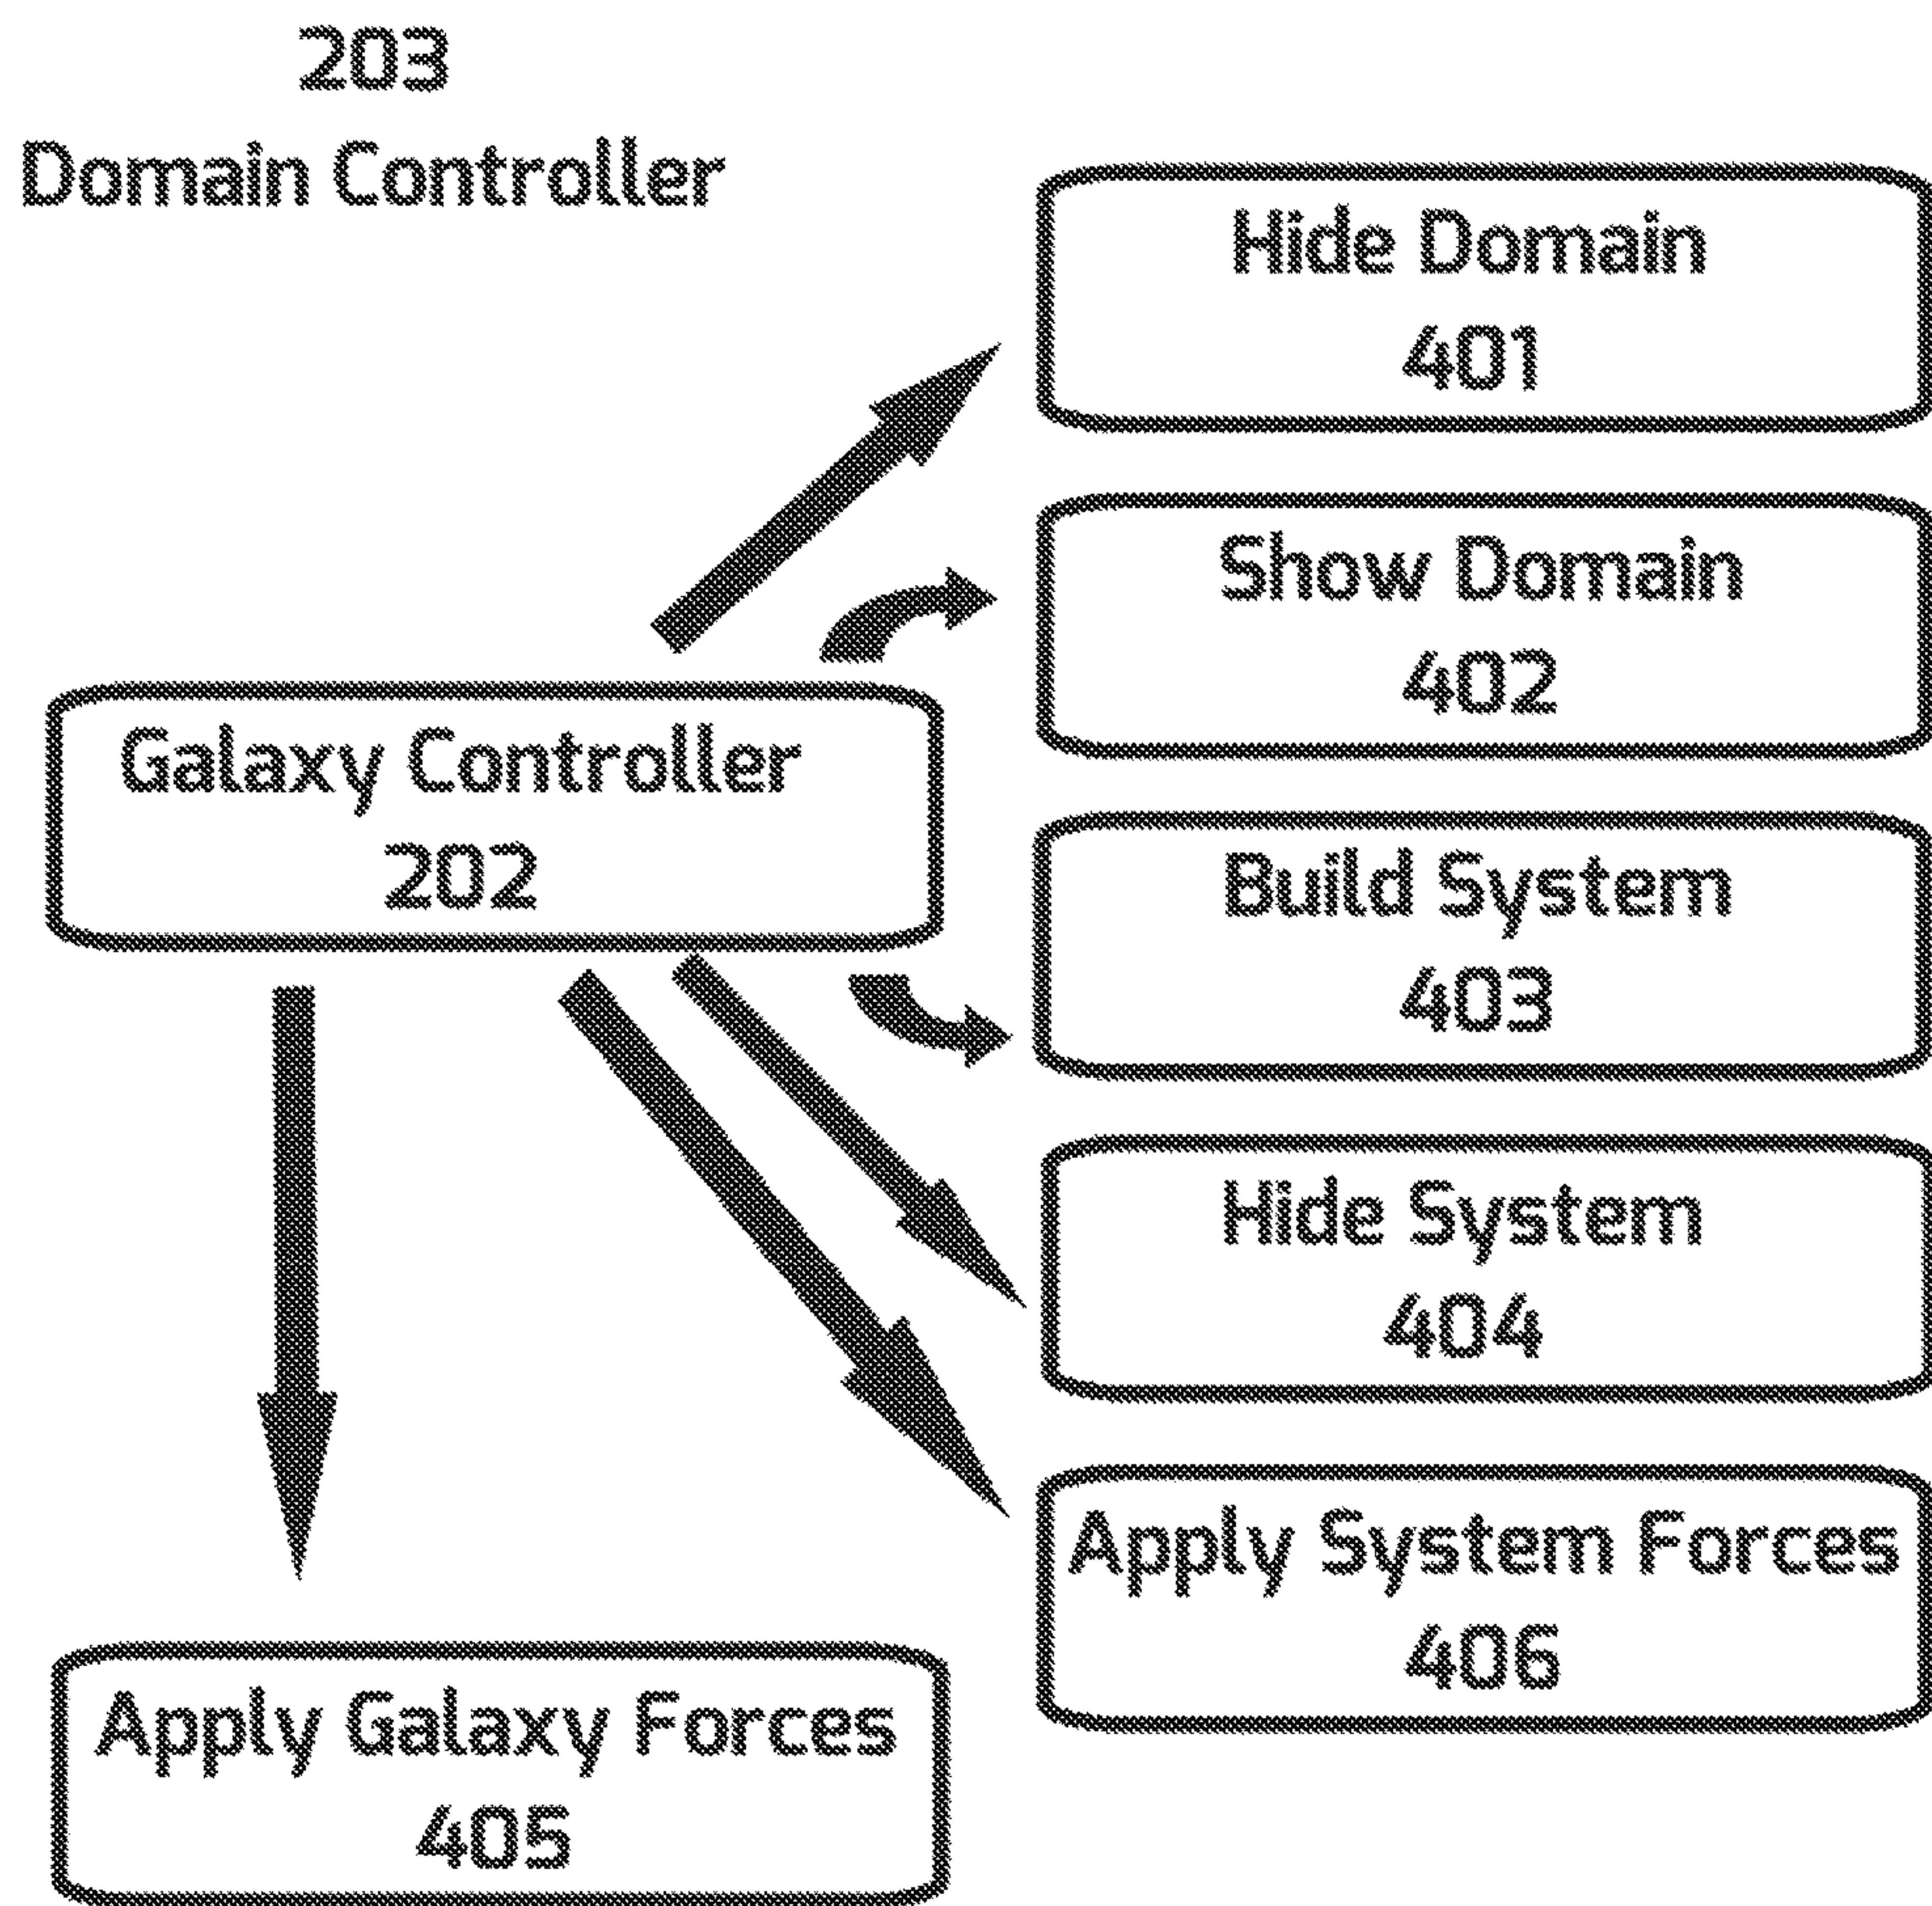 203
Domain Controller
Hide Domain
401
Show Domain
402
Galaxy Controller
202
Build System
403
Hide System
404
Apply System Forces
406
Apply Galaxy Forces
405